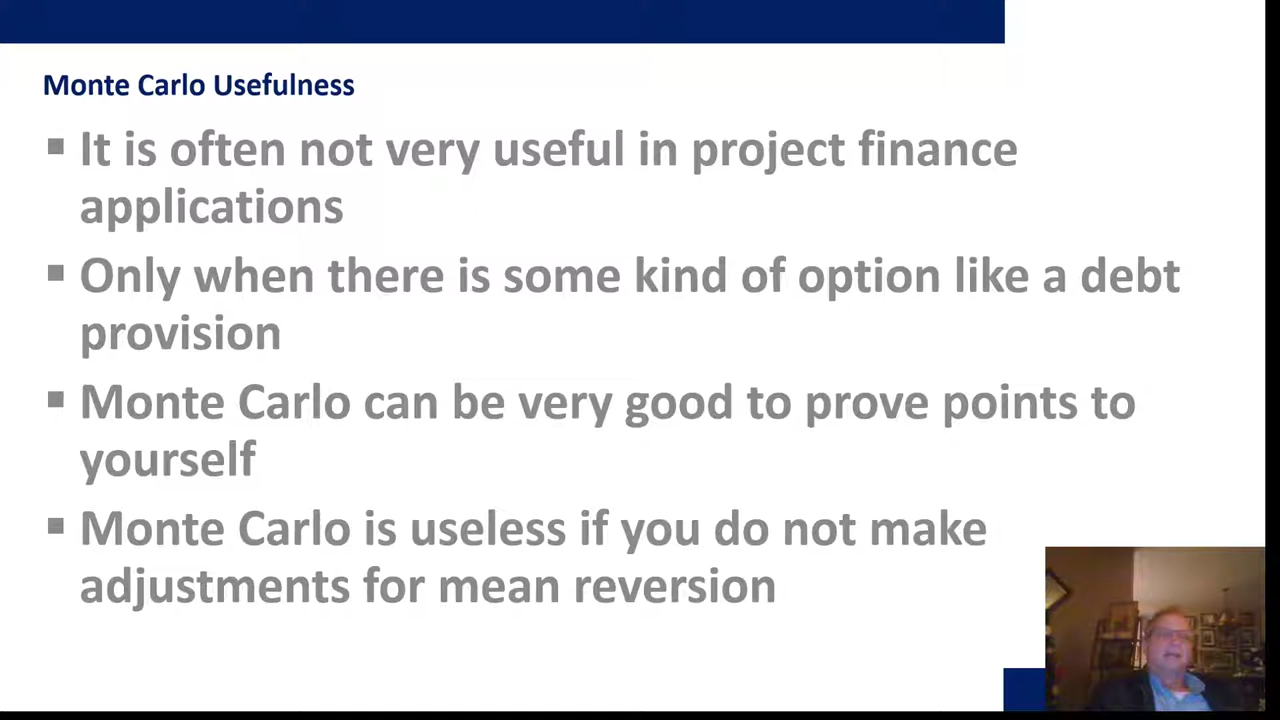 Monte Carlo Usefulness
▪ It is often not very useful in project finance
applications
▪ Only when there is some kind of option like a debt
provision
▪ Monte Carlo can be very good to prove points to
yourself
▪ Monte Carlo is useless if you do not make
adjustments for mean reversion